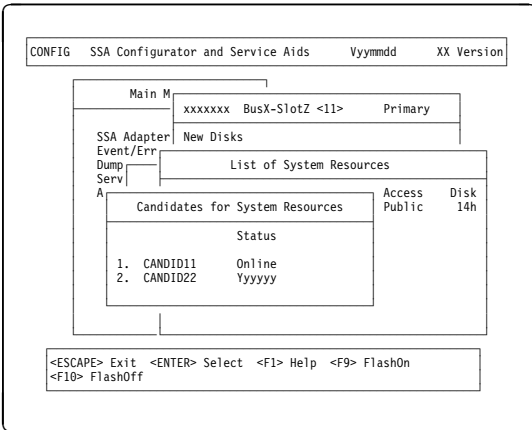 CONFIG SSA Configurator and Service Aids Vyymmdd XX Version
Main M
xxxxxxx BusX-SlotZ <11> Primary
SSA Adapter
New Disks
Event/Err
Dump
List of System Resources
Serv
A
Access Disk
Candidates for System Resources
Public 14h
Status
1. CANDID11 Online
2. CANDID22 Yyyyyy
<ESCAPE> Exit <ENTER> Select <F1> Help <F9> FlashOn
<F10> FlashOff